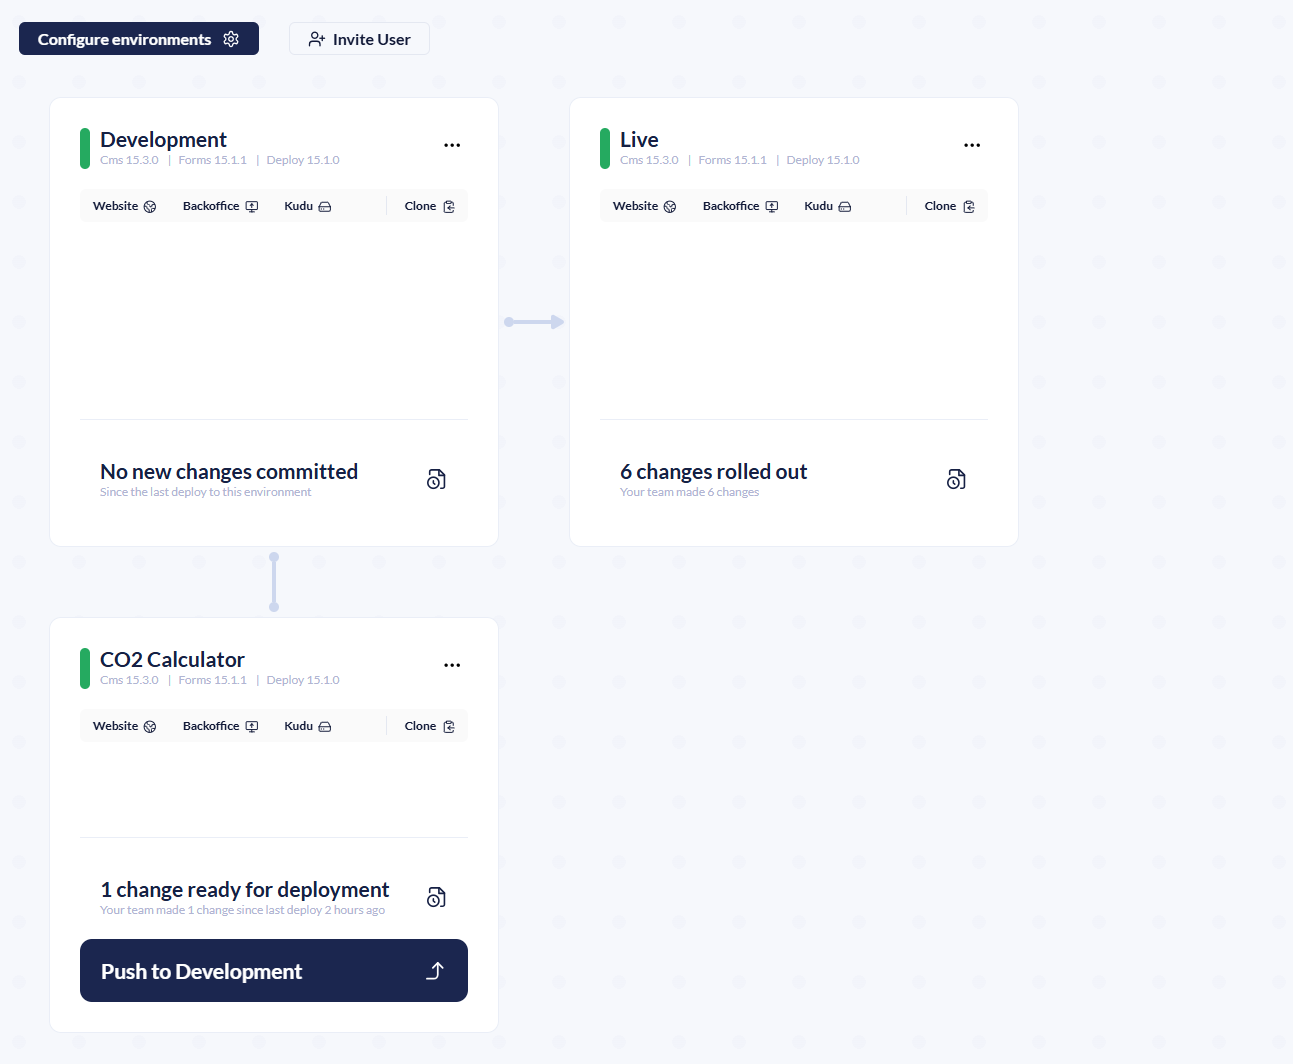 Configure environments
Invite User
Development
Cms 15.3.0 | Forms 15.1.1 | Deploy 15.1.0
Website Backoffice Kudu Clone
No new changes committed
Since the last deploy to this environment
Live
Cms 15.3.0 | Forms 15.1.1 | Deploy 15.1.0
Website Backoffice Kudu Clone
6 changes rolled out
Your team made 6 changes
CO2 Calculator
Cms 15.3.0 | Forms 15.1.1 | Deploy 15.1.0
Website Backoffice Kudu Clone
1 change ready for deployment
Your team made 1 change since last deploy 2 hours ago
Push to Development